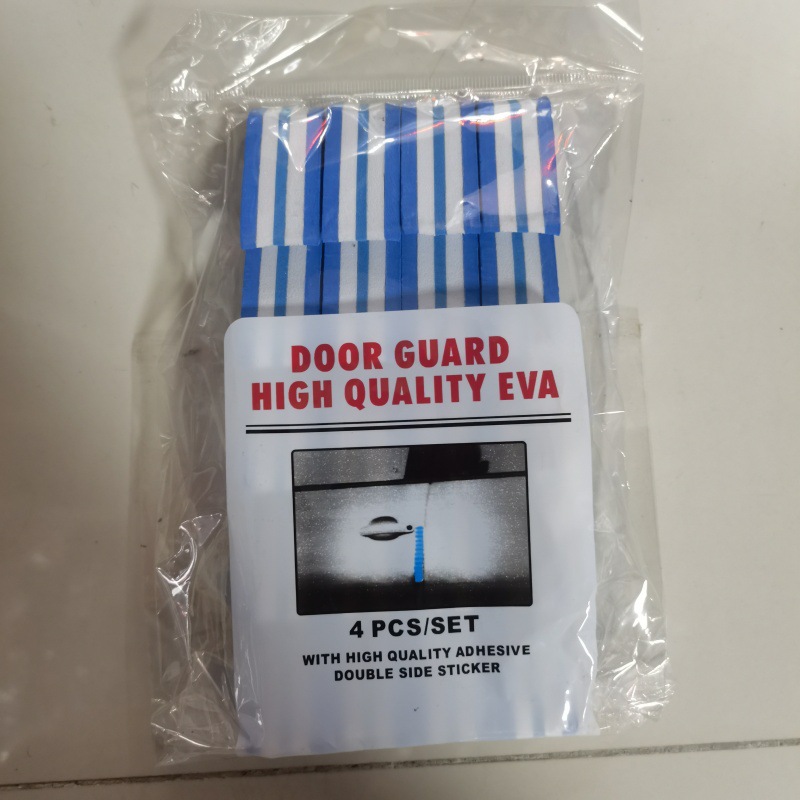 DOOR GUARD
HIGH QUALITY EVA
4 PCS/SET
WITH HIGH QUALITY ADHESIVE
DOUBLE SIDE STICKER